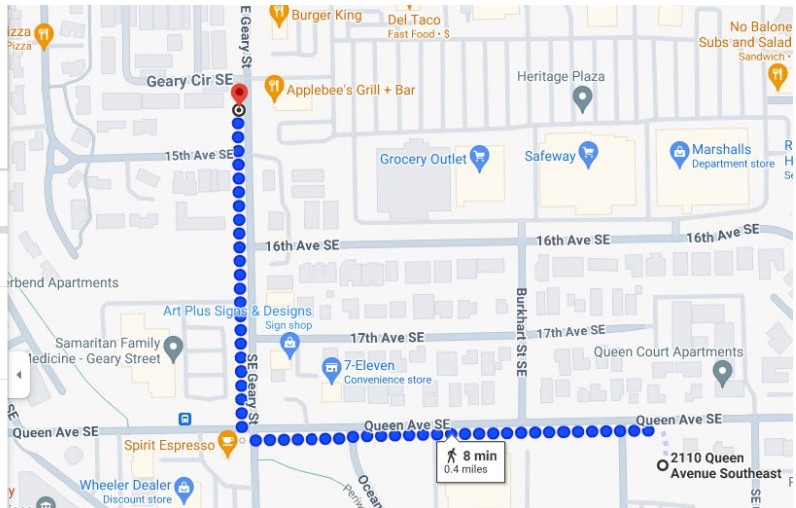 E Geary St
Burger King
Del Taco
Fast Food • $
No Balone
Subs and Salad
Sandwich •
izza
Pizza
Geary Cir SE
Applebee's Grill + Bar
Heritage Plaza
15th Ave SE
Grocery Outlet
Safeway
Marshalls
Department store
R
H
Se
16th Ave SE
16th Ave SE
16th Ave SE
erbend Apartments
Burkhart St SE
Art Plus Signs & Designs
Sign shop
17th Ave SE
17th Ave SE
Samaritan Family
Medicine - Geary Street
SE Geary St
7-Eleven
Convenience store
Queen Court Apartments
Queen Ave SE
Queen Ave SE
Queen Ave SE
Spirit Espresso
8 min
0.4 miles
2110 Queen
Avenue Southeast
Wheeler Dealer
Discount store
Ocean
Periw
y
SE